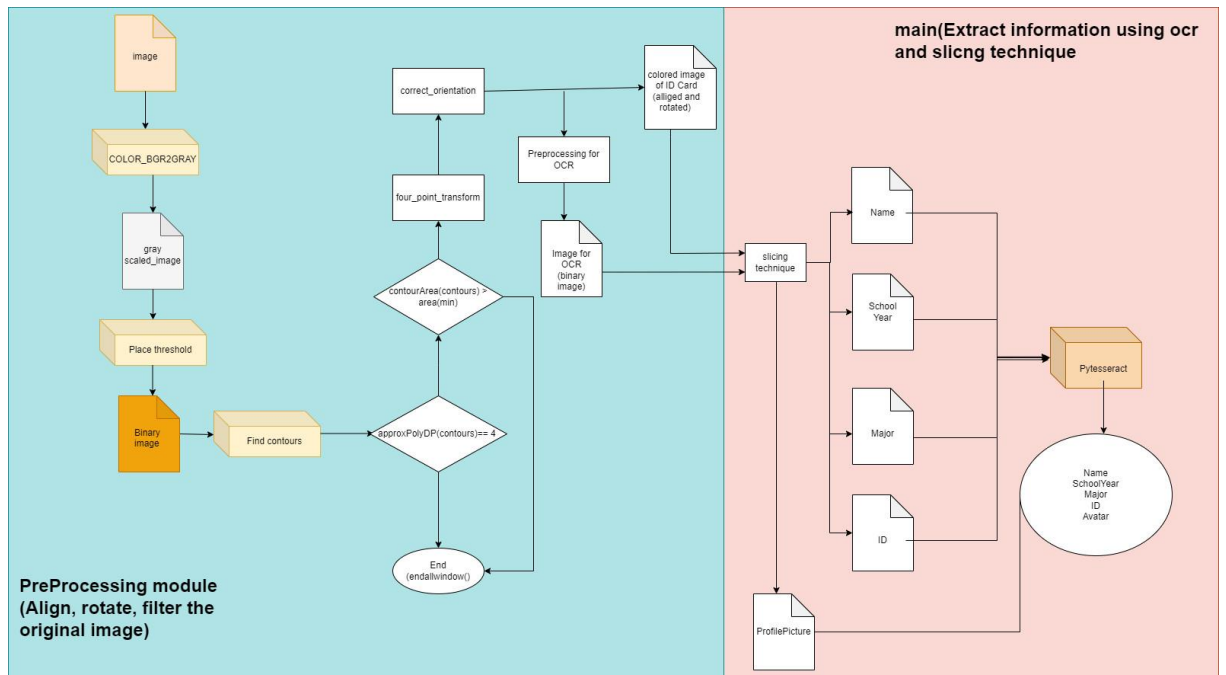 image
COLOR_BGR2GRAY
gray
scaled_image
Place threshold
Binary
image
Find contours
approxPolyDP(contours)== 4
contourArea(contours) >
area(min)
four_point_transform
correct_orientation
End
(endallwindow()
Preprocessing for
OCR
Image for
OCR
(binary
image)
colored image
of ID Card
(alliged and
rotated)
PreProcessing module
(Align, rotate, filter the
original image)
main(Extract information using ocr
and slicng technique
slicing
technique
Name
School
Year
Major
ID
ProfilePicture
Pytesseract
Name
SchoolYear
Major
ID
Avatar